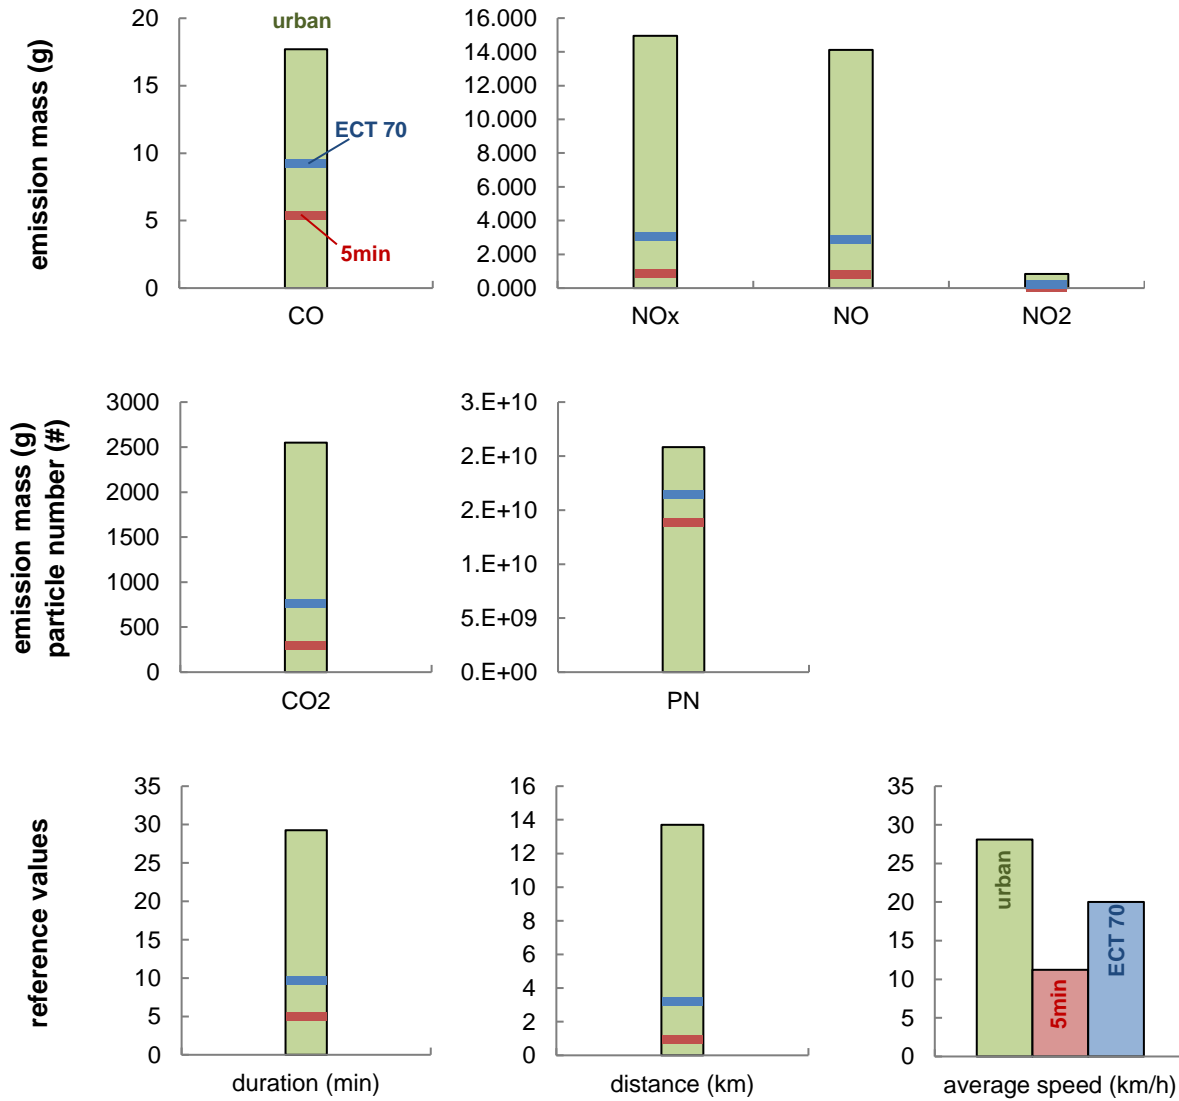 emission mass (g)
20
15
10
5
0
urban
ECT 70
5min
CO
16.000
14.000
12.000
10.000
8.000
6.000
4.000
2.000
0.000
NOx
NO
NO2
emission mass (g)
particle number (#)
3000
2500
2000
1500
1000
500
0
CO2
3.E+10
2.E+10
2.E+10
1.E+10
5.E+09
0.E+00
PN
reference values
35
30
25
20
15
10
5
0
duration (min)
16
14
12
10
8
6
4
2
0
distance (km)
35
30
25
20
15
10
5
0
urban
5min
ECT 70
average speed (km/h)